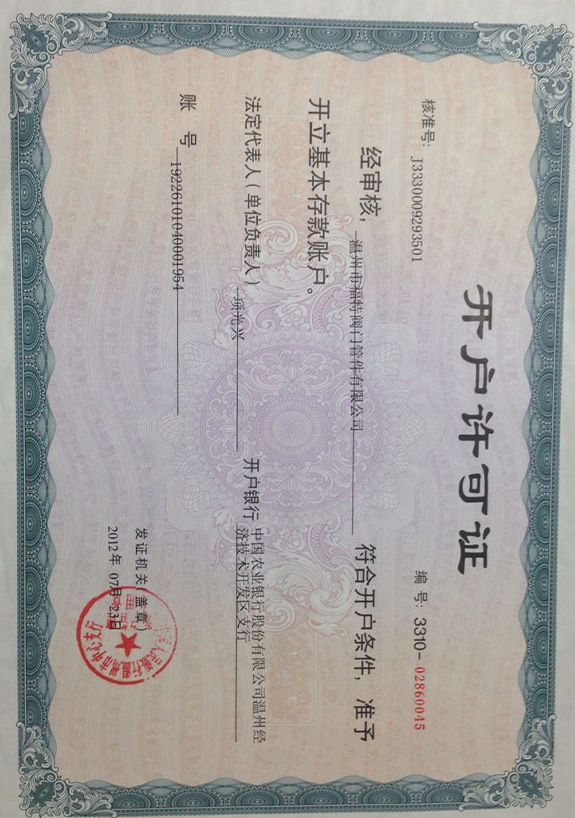 开户许可证
核准号: J3330009293501
编号: 3310-02860045
经审核, 温州市福特阀门管件有限公司 符合开户条件, 准予
开立基本存款账户。
法定代表人(单位负责人) 项光兴 开户银行 中国农业银行股份有限公司温州经
济技术开发区支行
账 号 19226101040001954
发证机关(盖章)
2012年 07月 23日